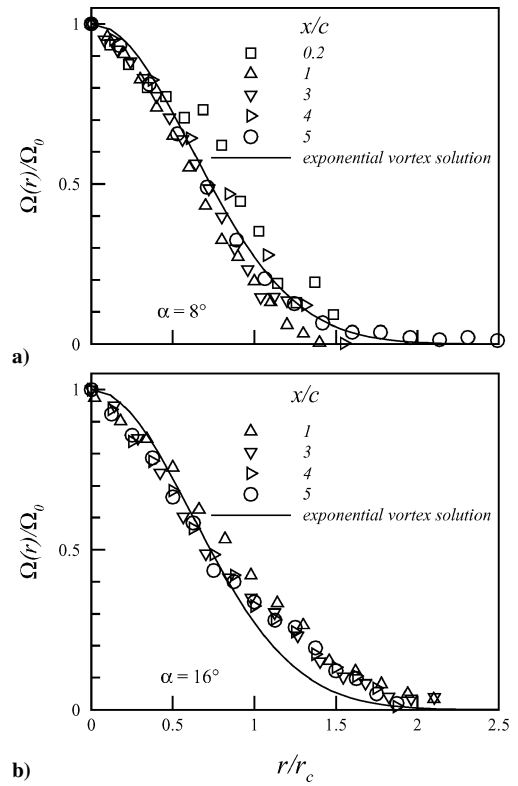 x/c
0.2
1
3
4
5
exponential vortex solution
1
0.5
0
Ω(r)/Ω0
α = 8°
a)
x/c
1
3
4
5
exponential vortex solution
1
0.5
0
Ω(r)/Ω0
α = 16°
0 0.5 1 1.5 2 2.5
r/rc
b)